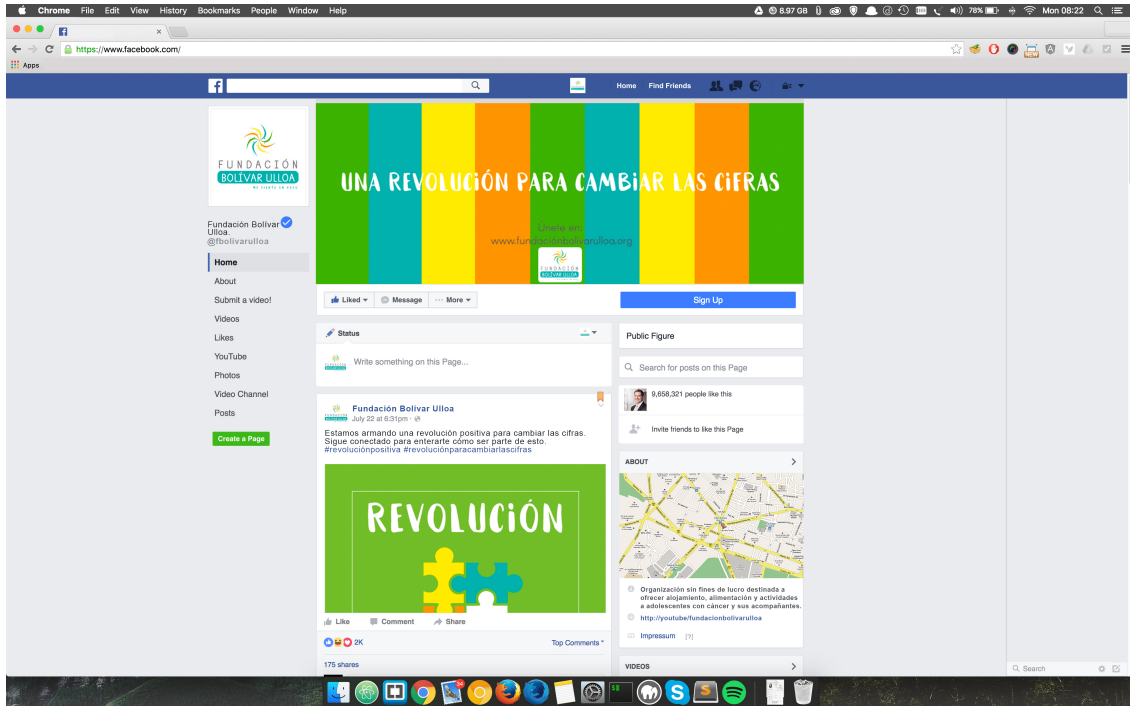 Chrome File Edit View History Bookmarks People Window Help
8.97 GB 78% Mon 08:22
https://www.facebook.com/
Apps
NEW
Home Find Friends
FUNDACIÓN
BOLÍVAR ULLOA
UNA REVOLUCIÓN PARA CAMBIAR LAS CIFRAS
Únete en:
www.fundaciónbolivarulloa.org
FUNDACIÓN
BOLÍVAR ULLOA
Fundación Bolívar
Ulloa.
@fbolivarulloa
Home
About
Submit a video!
Videos
Likes
YouTube
Photos
Video Channel
Posts
Create a Page
Liked Message ··· More
Sign Up
Status
Write something on this Page...
Fundación Bolívar Ulloa
July 22 at 6:31pm ·
Estamos armando una revolución positiva para cambiar las cifras.
Sigue conectado para enterarte cómo ser parte de esto.
#revoluciónpositiva #revoluciónparacambiarlascifras
REVOLUCIÓN
Like Comment Share
2K Top Comments
175 shares
Public Figure
Search for posts on this Page
9,658,321 people like this
Invite friends to like this Page
ABOUT
Organización sin fines de lucro destinada a
ofrecer alojamiento, alimentación y actividades
a adolescentes con cáncer y sus acompañantes.
http://youtube/fundacionbolivarulloa
Impressum [?]
VIDEOS
Search